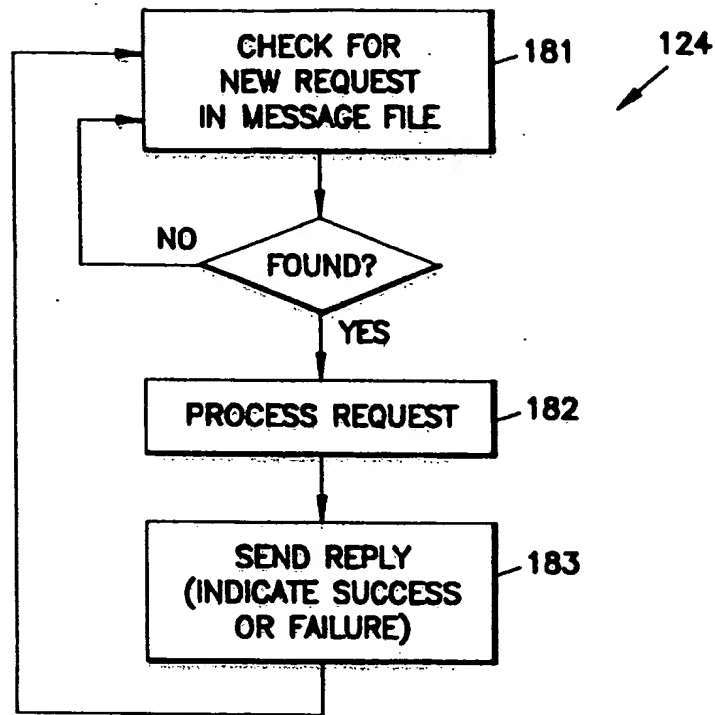 CHECK FOR
NEW REQUEST
IN MESSAGE FILE
181
124
NO
FOUND?
YES
PROCESS REQUEST
182
SEND REPLY
(INDICATE SUCCESS
OR FAILURE)
183